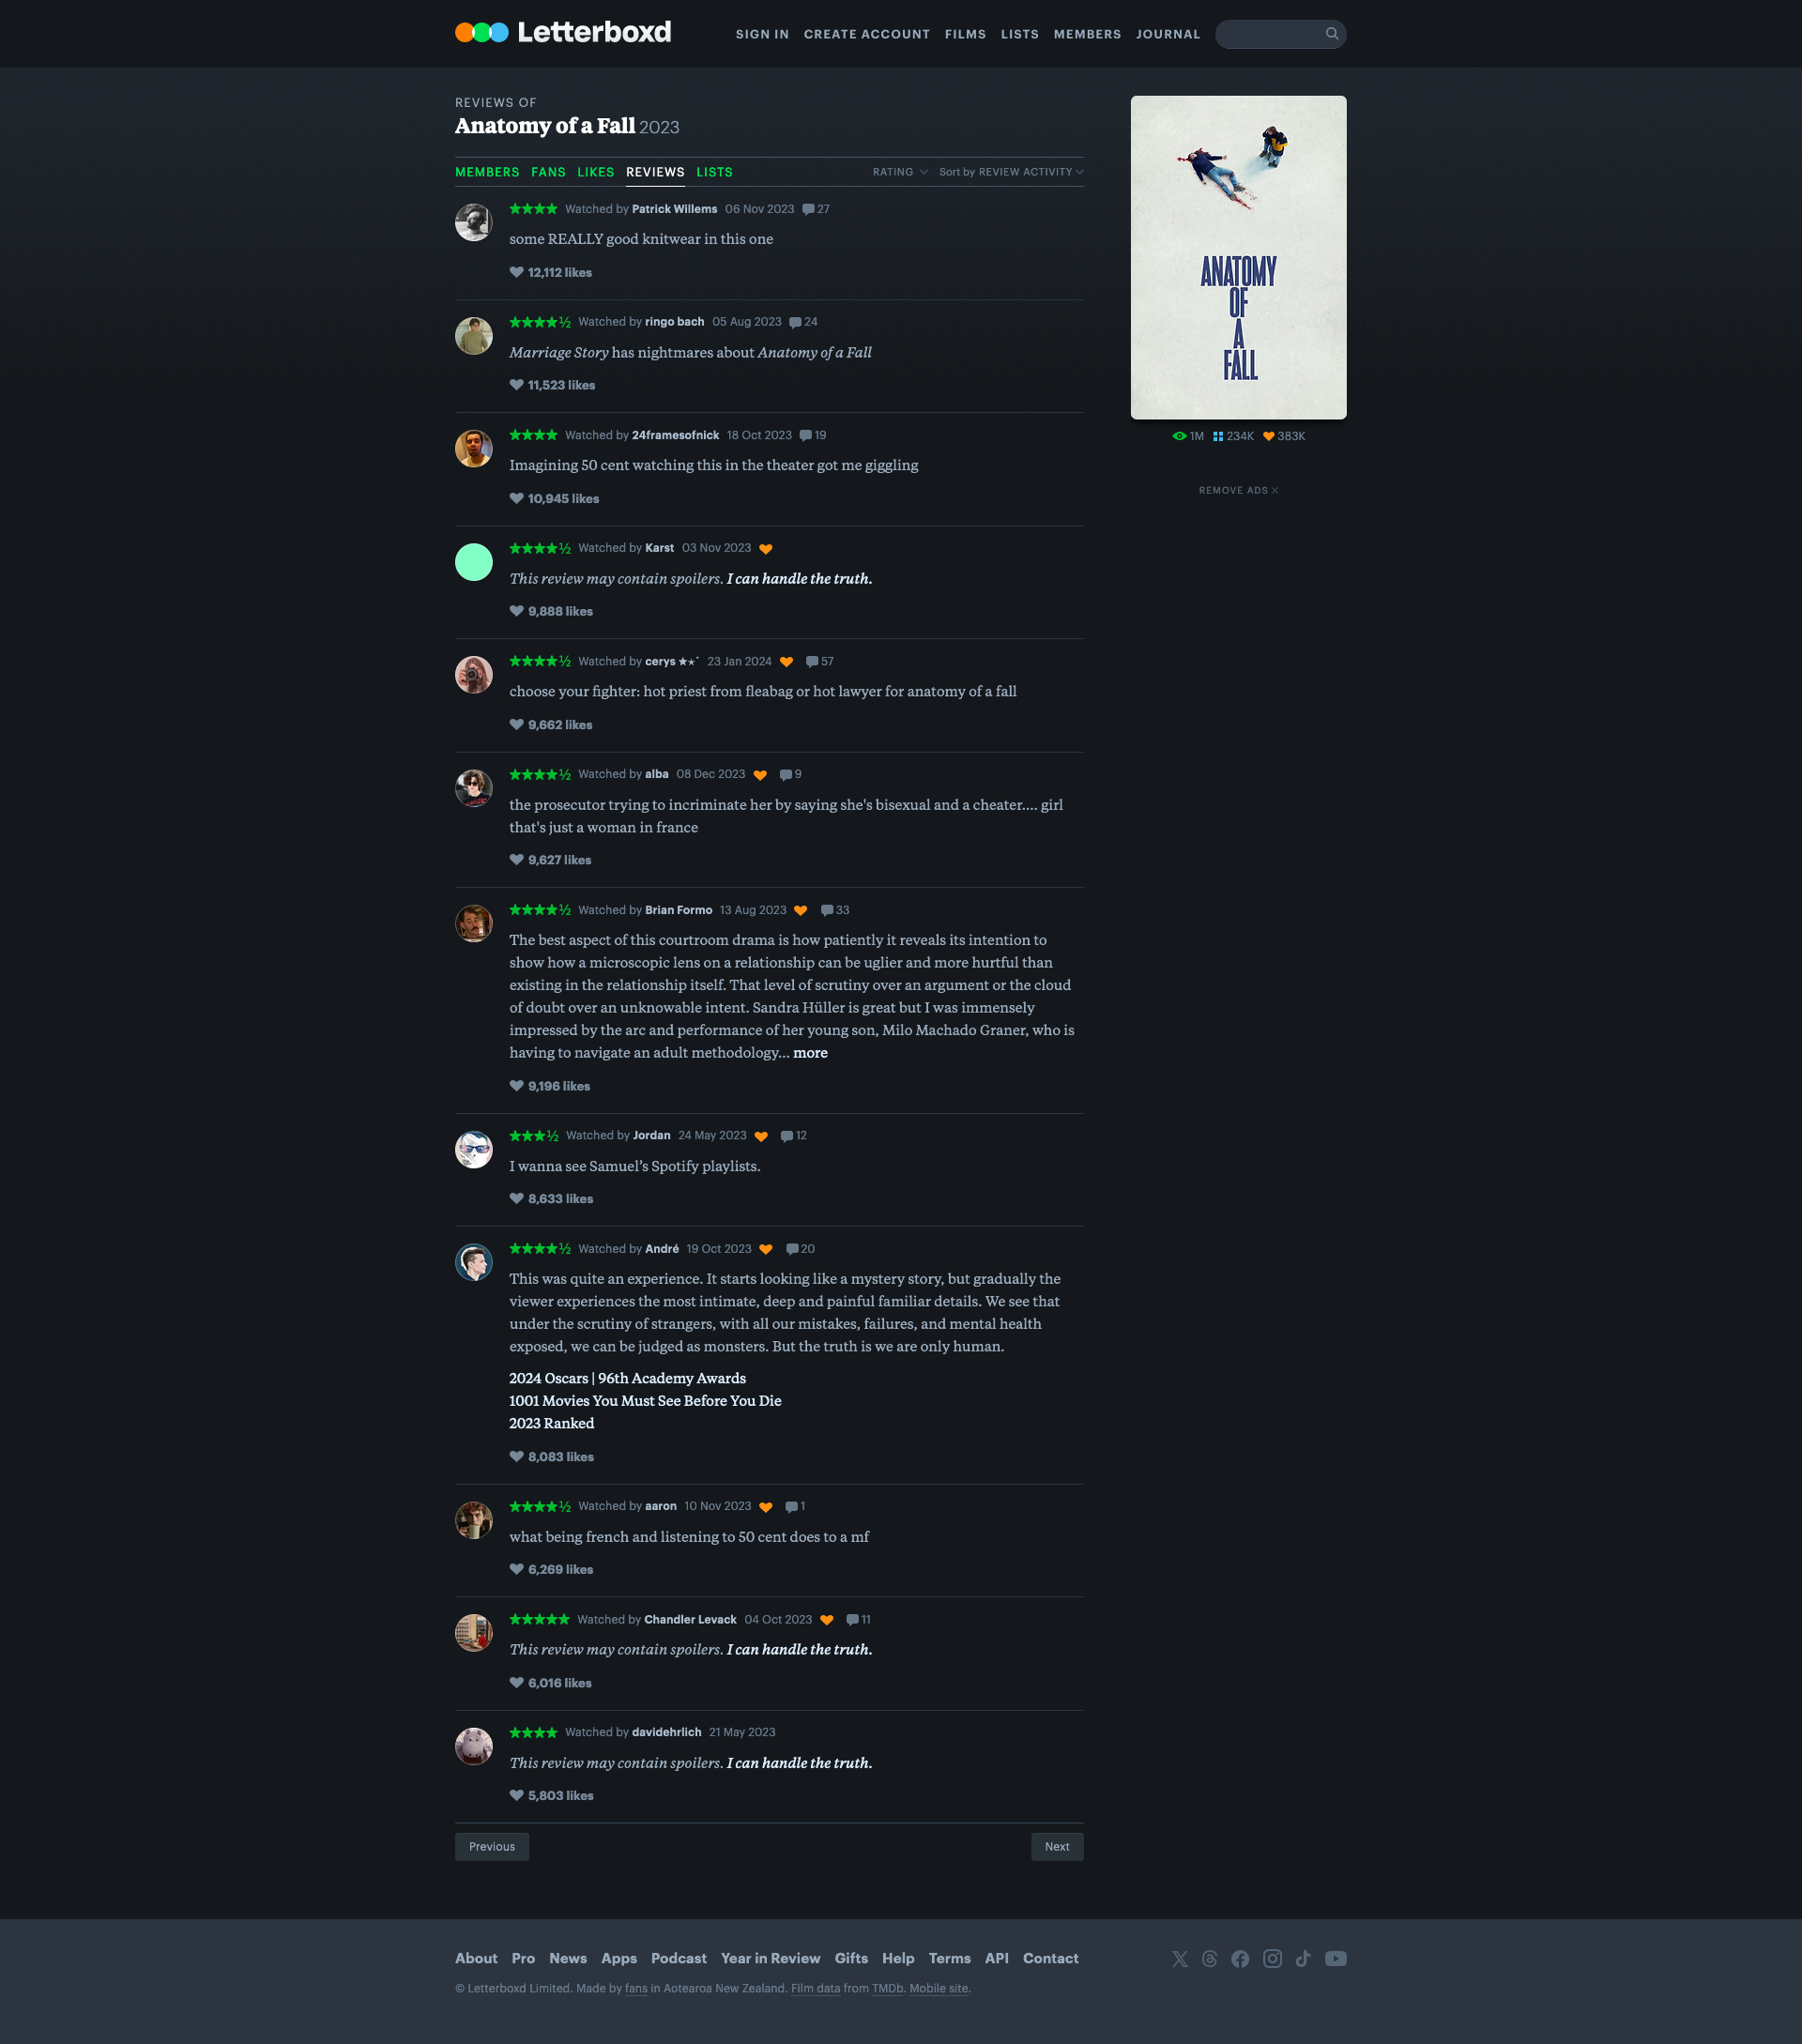 Letterboxd
SIGN IN CREATE ACCOUNT FILMS LISTS MEMBERS JOURNAL
REVIEWS OF
Anatomy of a Fall 2023
MEMBERS FANS LIKES REVIEWS LISTS RATING Sort by REVIEW ACTIVITY
★★★★ Watched by Patrick Willems 06 Nov 2023 27
some REALLY good knitwear in this one
12,112 likes
★★★★½ Watched by ringo bach 05 Aug 2023 24
Marriage Story has nightmares about Anatomy of a Fall
11,523 likes
★★★★ Watched by 24framesofnick 18 Oct 2023 19
Imagining 50 cent watching this in the theater got me giggling
10,945 likes
★★★★½ Watched by Karst 03 Nov 2023
This review may contain spoilers. I can handle the truth.
9,888 likes
★★★★½ Watched by cerys ★⋆˙ 23 Jan 2024 57
choose your fighter: hot priest from fleabag or hot lawyer for anatomy of a fall
9,662 likes
★★★★½ Watched by alba 08 Dec 2023 9
the prosecutor trying to incriminate her by saying she's bisexual and a cheater.... girl
that's just a woman in france
9,627 likes
★★★★½ Watched by Brian Formo 13 Aug 2023 33
The best aspect of this courtroom drama is how patiently it reveals its intention to
show how a microscopic lens on a relationship can be uglier and more hurtful than
existing in the relationship itself. That level of scrutiny over an argument or the cloud
of doubt over an unknowable intent. Sandra Hüller is great but I was immensely
impressed by the arc and performance of her young son, Milo Machado Graner, who is
having to navigate an adult methodology... more
9,196 likes
★★★½ Watched by Jordan 24 May 2023 12
I wanna see Samuel’s Spotify playlists.
8,633 likes
★★★★½ Watched by André 19 Oct 2023 20
This was quite an experience. It starts looking like a mystery story, but gradually the
viewer experiences the most intimate, deep and painful familiar details. We see that
under the scrutiny of strangers, with all our mistakes, failures, and mental health
exposed, we can be judged as monsters. But the truth is we are only human.
2024 Oscars | 96th Academy Awards
1001 Movies You Must See Before You Die
2023 Ranked
8,083 likes
★★★★½ Watched by aaron 10 Nov 2023 1
what being french and listening to 50 cent does to a mf
6,269 likes
★★★★★ Watched by Chandler Levack 04 Oct 2023 11
This review may contain spoilers. I can handle the truth.
6,016 likes
★★★★ Watched by davidehrlich 21 May 2023
This review may contain spoilers. I can handle the truth.
5,803 likes
Previous Next
ANATOMY
OF
A
FALL
1M 234K 383K
REMOVE ADS
About Pro News Apps Podcast Year in Review Gifts Help Terms API Contact
© Letterboxd Limited. Made by fans in Aotearoa New Zealand. Film data from TMDb. Mobile site.